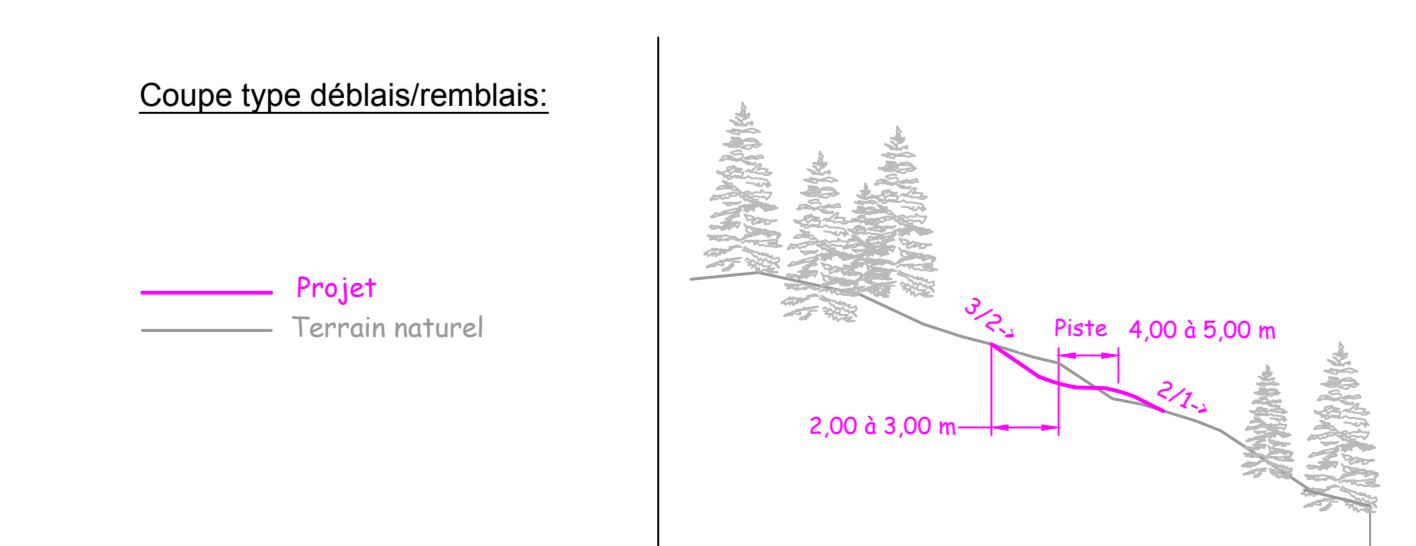 Coupe type déblais/remblais:
Projet
Terrain naturel
3/2->
Piste 4,00 à 5,00 m
2/1->
2,00 à 3,00 m